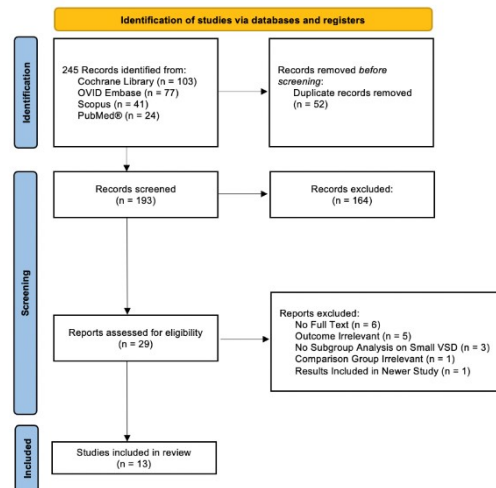 Identification of studies via databases and registers
Identification
245 Records identified from:
Cochrane Library (n = 103)
OVID Embase (n = 77)
Scopus (n = 41)
PubMed® (n = 24)
Records removed before
screening:
Duplicate records removed
(n = 52)
Screening
Records screened
(n = 193)
Records excluded:
(n = 164)
Reports assessed for eligibility
(n = 29)
Reports excluded:
No Full Text (n = 6)
Outcome Irrelevant (n = 5)
No Subgroup Analysis on Small VSD (n = 3)
Comparison Group Irrelevant (n = 1)
Results Included in Newer Study (n = 1)
Included
Studies included in review
(n = 13)